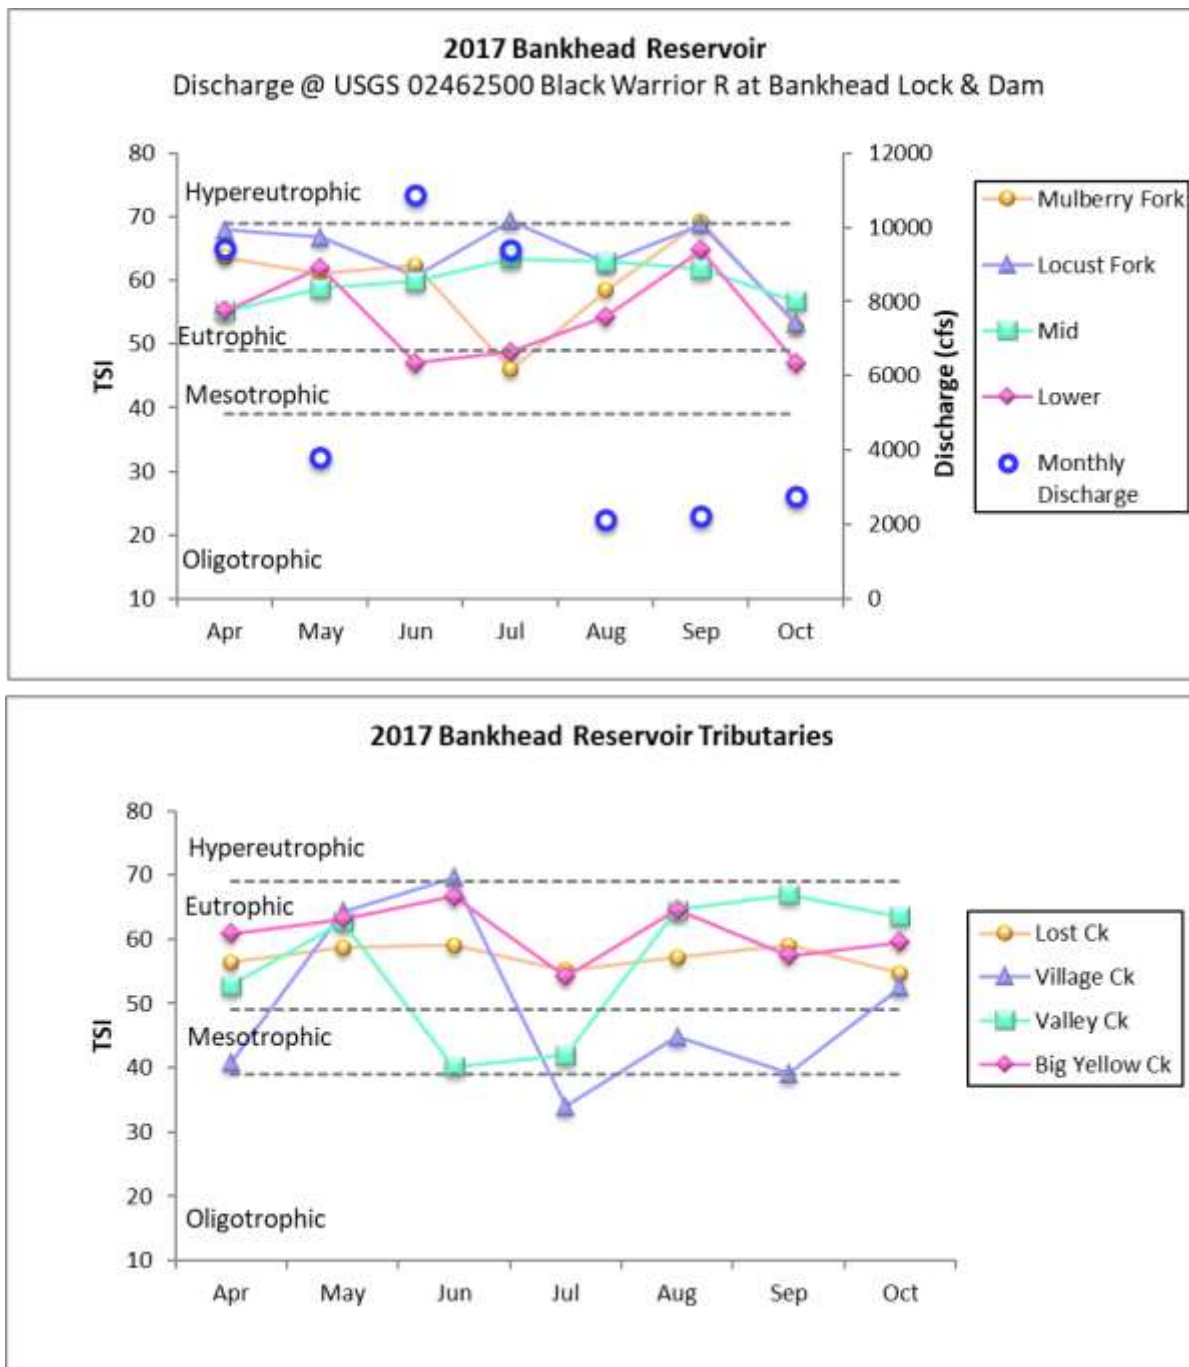 2017 Bankhead Reservoir
Discharge @ USGS 02462500 Black Warrior R at Bankhead Lock & Dam
TSI
80
70
60
50
40
30
20
10
Hypereutrophic
Eutrophic
Mesotrophic
Oligotrophic
12000
10000
8000
6000
4000
2000
0
Discharge (cfs)
Apr May Jun Jul Aug Sep Oct
Mulberry Fork
Locust Fork
Mid
Lower
Monthly
Discharge
2017 Bankhead Reservoir Tributaries
TSI
80
70
60
50
40
30
20
10
Hypereutrophic
Eutrophic
Mesotrophic
Oligotrophic
Apr May Jun Jul Aug Sep Oct
Lost Ck
Village Ck
Valley Ck
Big Yellow Ck